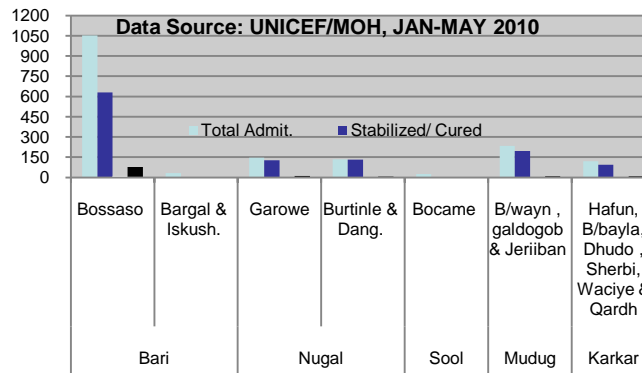 Data Source: UNICEF/MOH, JAN-MAY 2010
1200
1050
900
750
600
450
300
150
0
Total Admit.
Stabilized/ Cured
Bossaso
Bargal &
Iskush.
Garowe
Burtinle &
Dang.
Bocame
B/wayn ,
galdogob
& Jeriiban
Hafun,
B/bayla,
Dhudo ,
Sherbi,
Waciye &
Qardh
Bari
Nugal
Sool
Mudug
Karkar